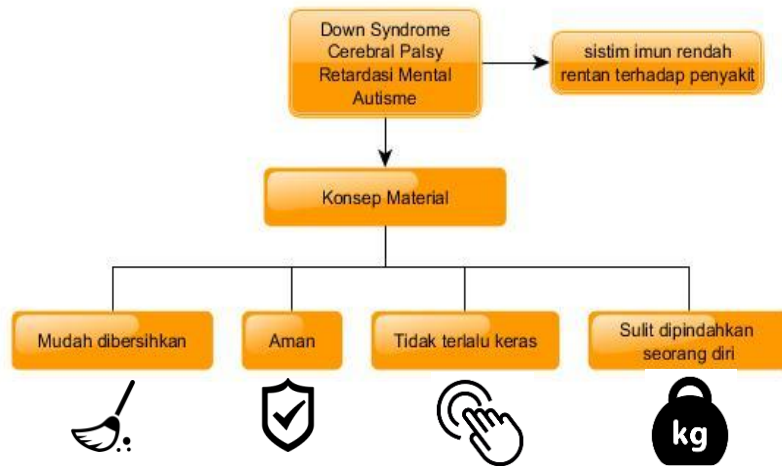 Down Syndrome
Cerebral Palsy
Retardasi Mental
Autisme
sistim imun rendah
rentan terhadap penyakit
Konsep Material
Mudah dibersihkan
Aman
Tidak terlalu keras
Sulit dipindahkan
seorang diri
kg